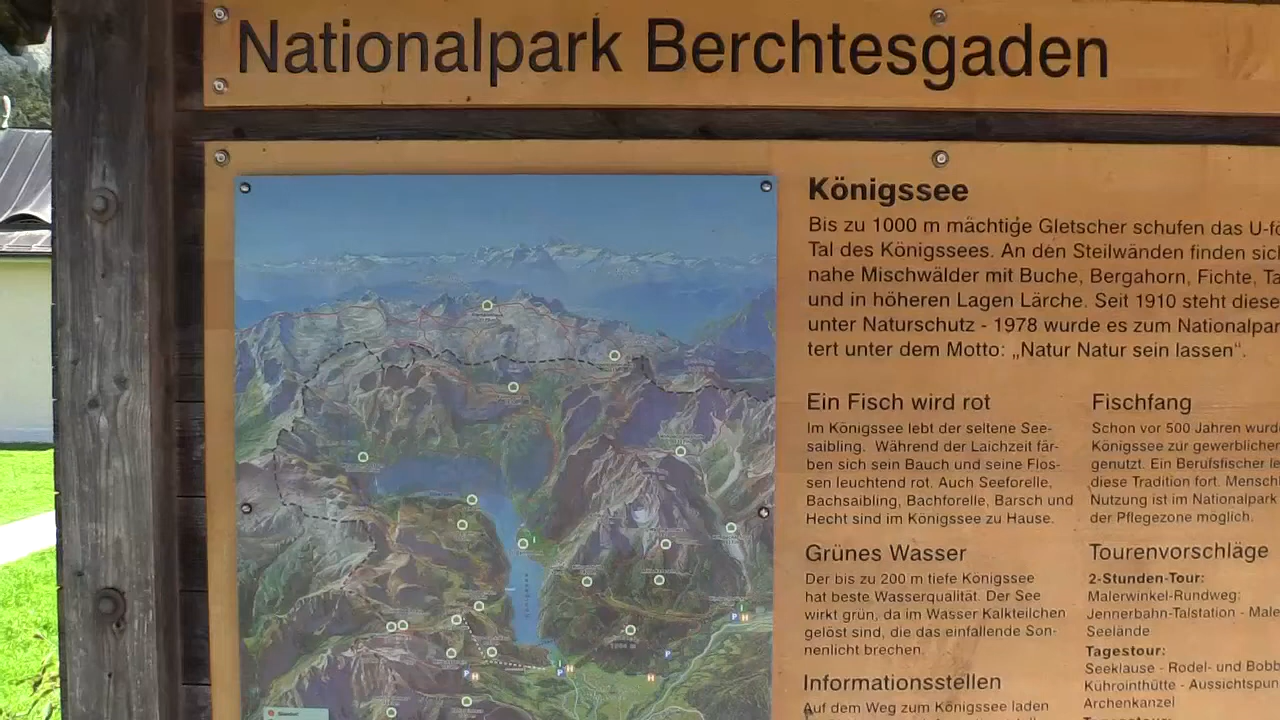 Nationalpark Berchtesgaden
Königssee
Bis zu 1000 m mächtige Gletscher schufen das U-fö
Tal des Königssees. An den Steilwänden finden sich
nahe Mischwälder mit Buche, Bergahorn, Fichte, Ta
und in höheren Lagen Lärche. Seit 1910 steht diese
unter Naturschutz - 1978 wurde es zum Nationalpar
tert unter dem Motto: „Natur Natur sein lassen“.
Ein Fisch wird rot
Im Königssee lebt der seltene See-
saibling. Während der Laichzeit fär-
ben sich sein Bauch und seine Flos-
sen leuchtend rot. Auch Seeforelle,
Bachsaibling, Bachforelle, Barsch und
Hecht sind im Königssee zu Hause.
Grünes Wasser
Der bis zu 200 m tiefe Königssee
hat beste Wasserqualität. Der See
wirkt grün, da im Wasser Kalkteilchen
gelöst sind, die das einfallende Son-
nenlicht brechen.
Informationsstellen
Auf dem Weg zum Königssee laden
Fischfang
Schon vor 500 Jahren wurde
Königssee zur gewerblichen
genutzt. Ein Berufsfischer le
diese Tradition fort. Menschl
Nutzung ist im Nationalpark
der Pflegezone möglich.
Tourenvorschläge
2-Stunden-Tour:
Malerwinkel-Rundweg:
Jennerbahn-Talstation - Male
Seelände
Tagestour:
Seeklause - Rodel- und Bobb
Kührointhütte - Aussichtspun
Archenkanzel